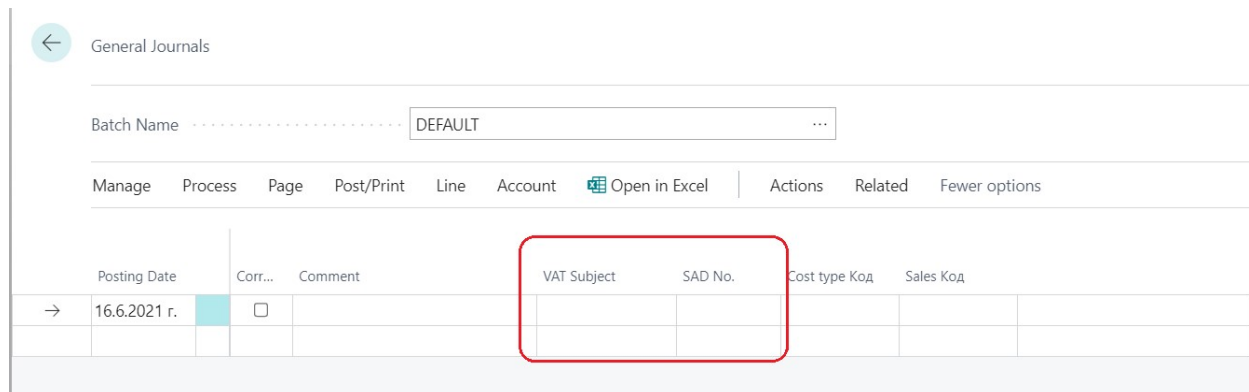 General Journals
Batch Name DEFAULT ...
Manage Process Page Post/Print Line Account Open in Excel Actions Related Fewer options
Posting Date Corr... Comment VAT Subject SAD No. Cost type Код Sales Код
16.6.2021 г.